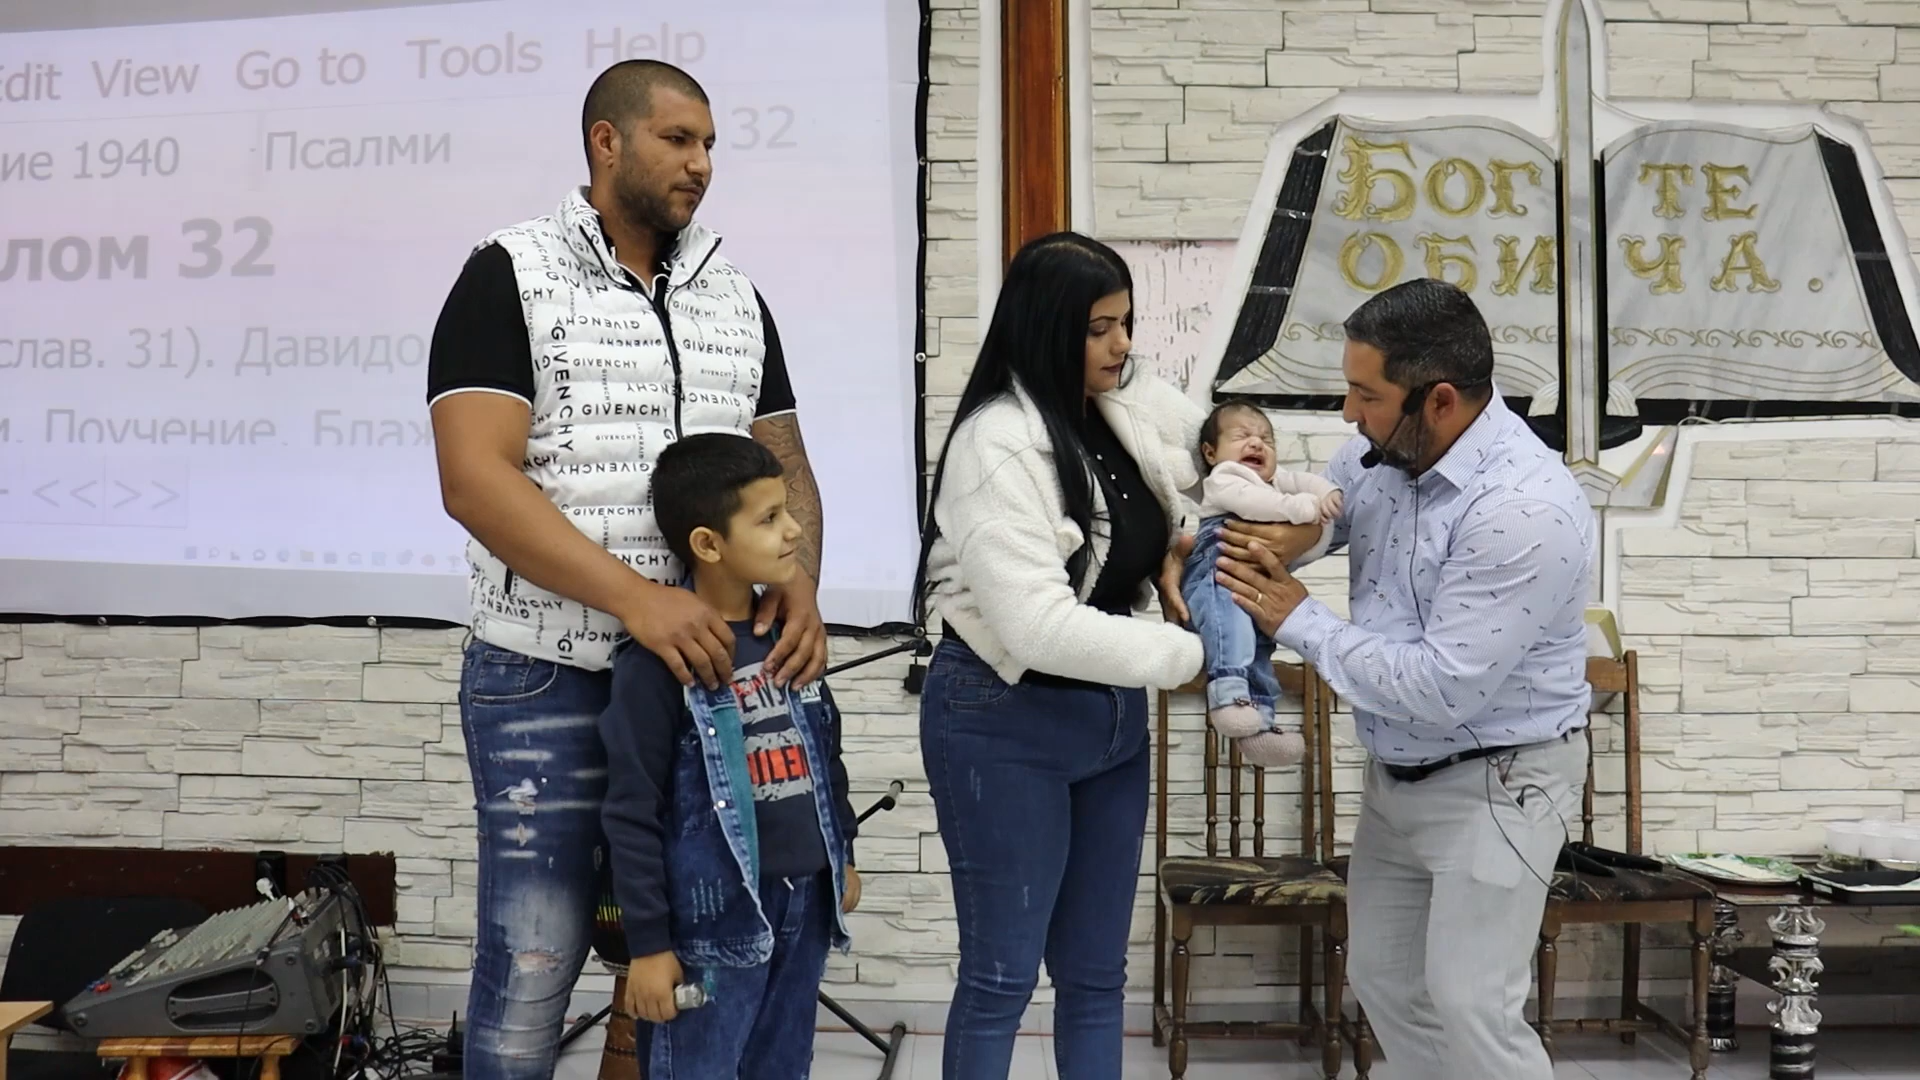 Edit View Go to Tools Help
ие 1940 Псалми 32
лом 32
слав. 31). Давидо
и. Поучение. Блаж
<< >>
Бог те
обича.
GIVENCHY